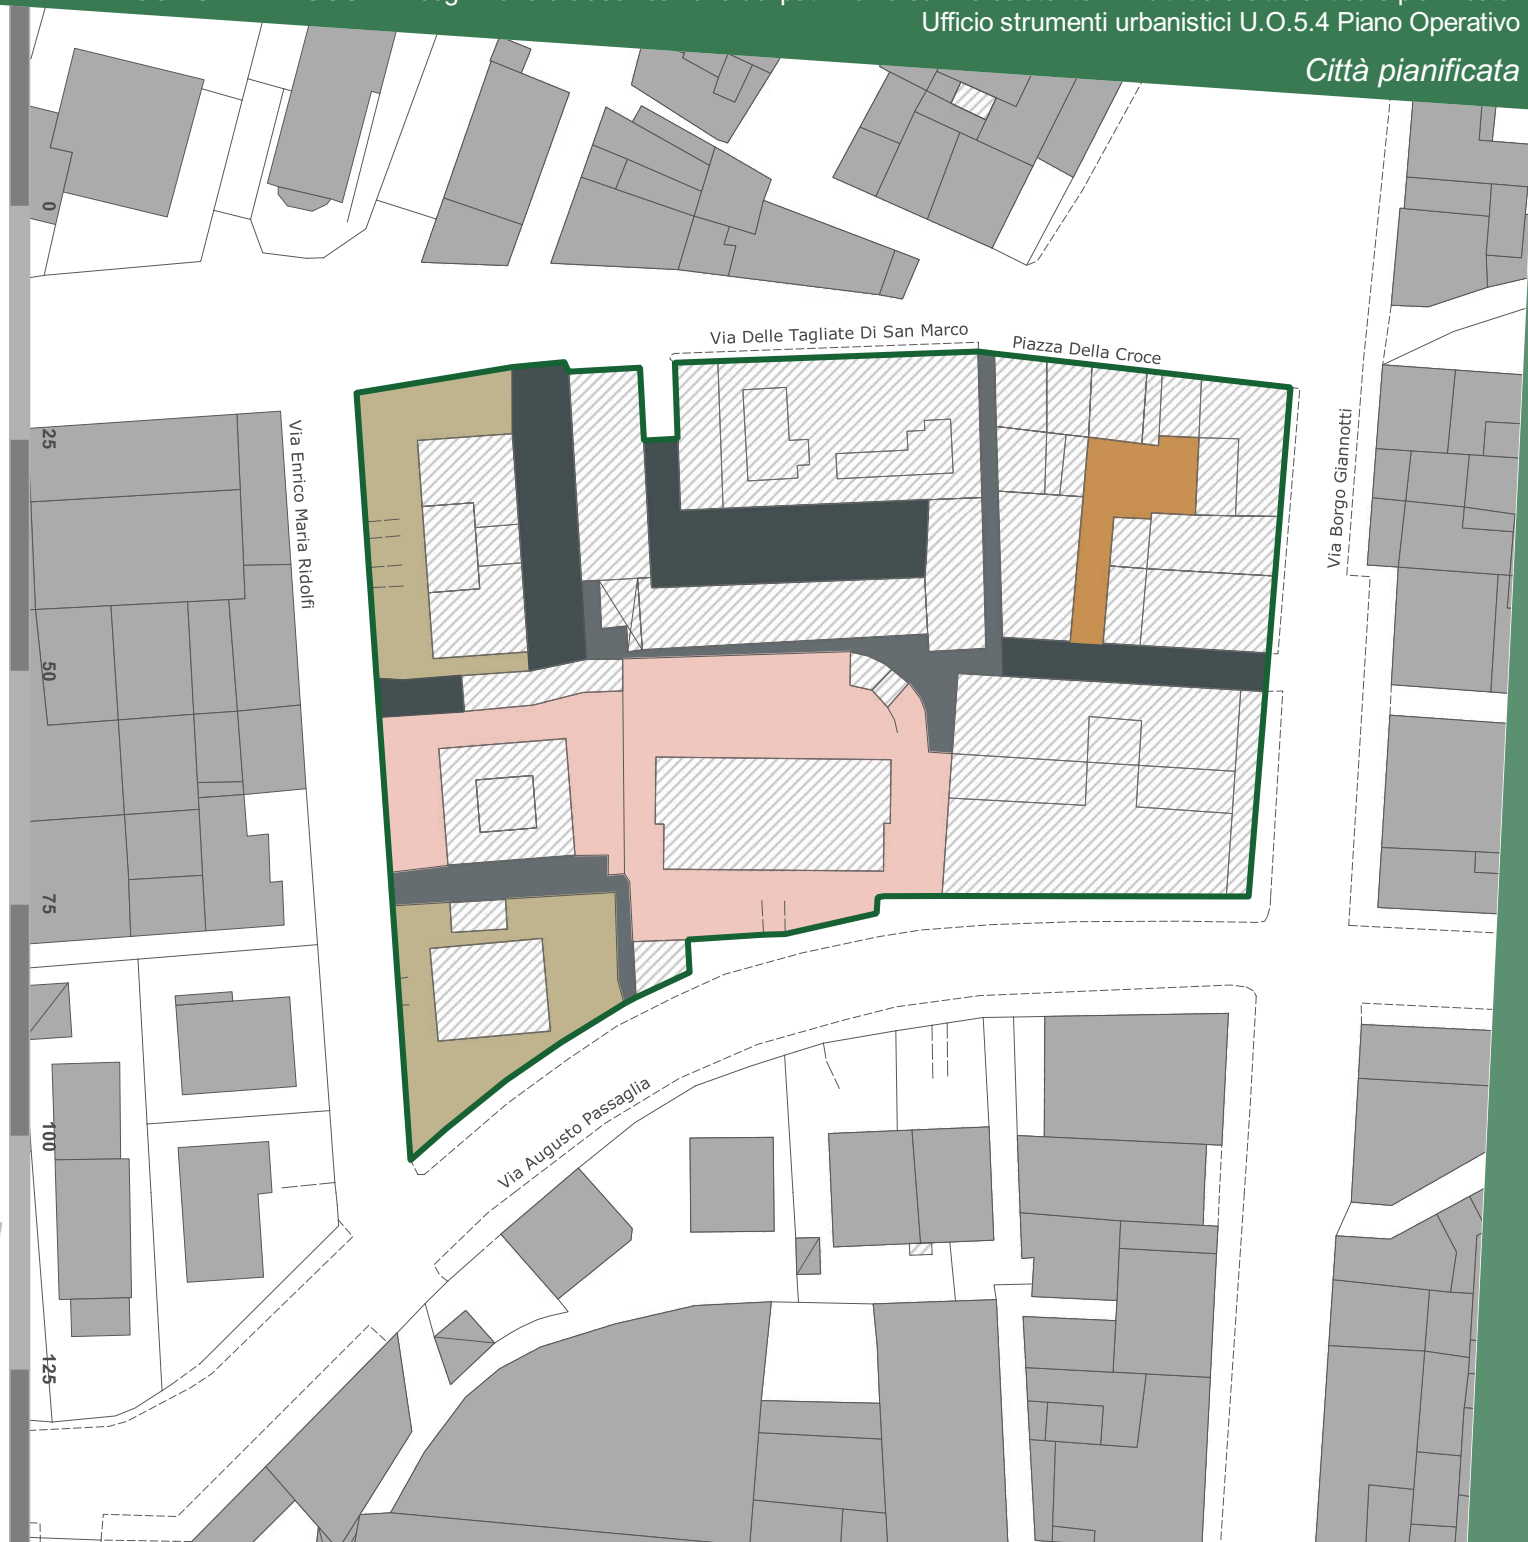 Ufficio strumenti urbanistici U.O.5.4 Piano Operativo
Città pianificata
0
25
50
75
100
125
Via Delle Tagliate Di San Marco
Piazza Della Croce
Via Enrico Maria Ridolfi
Via Borgo Giannotti
Via Augusto Passaglia